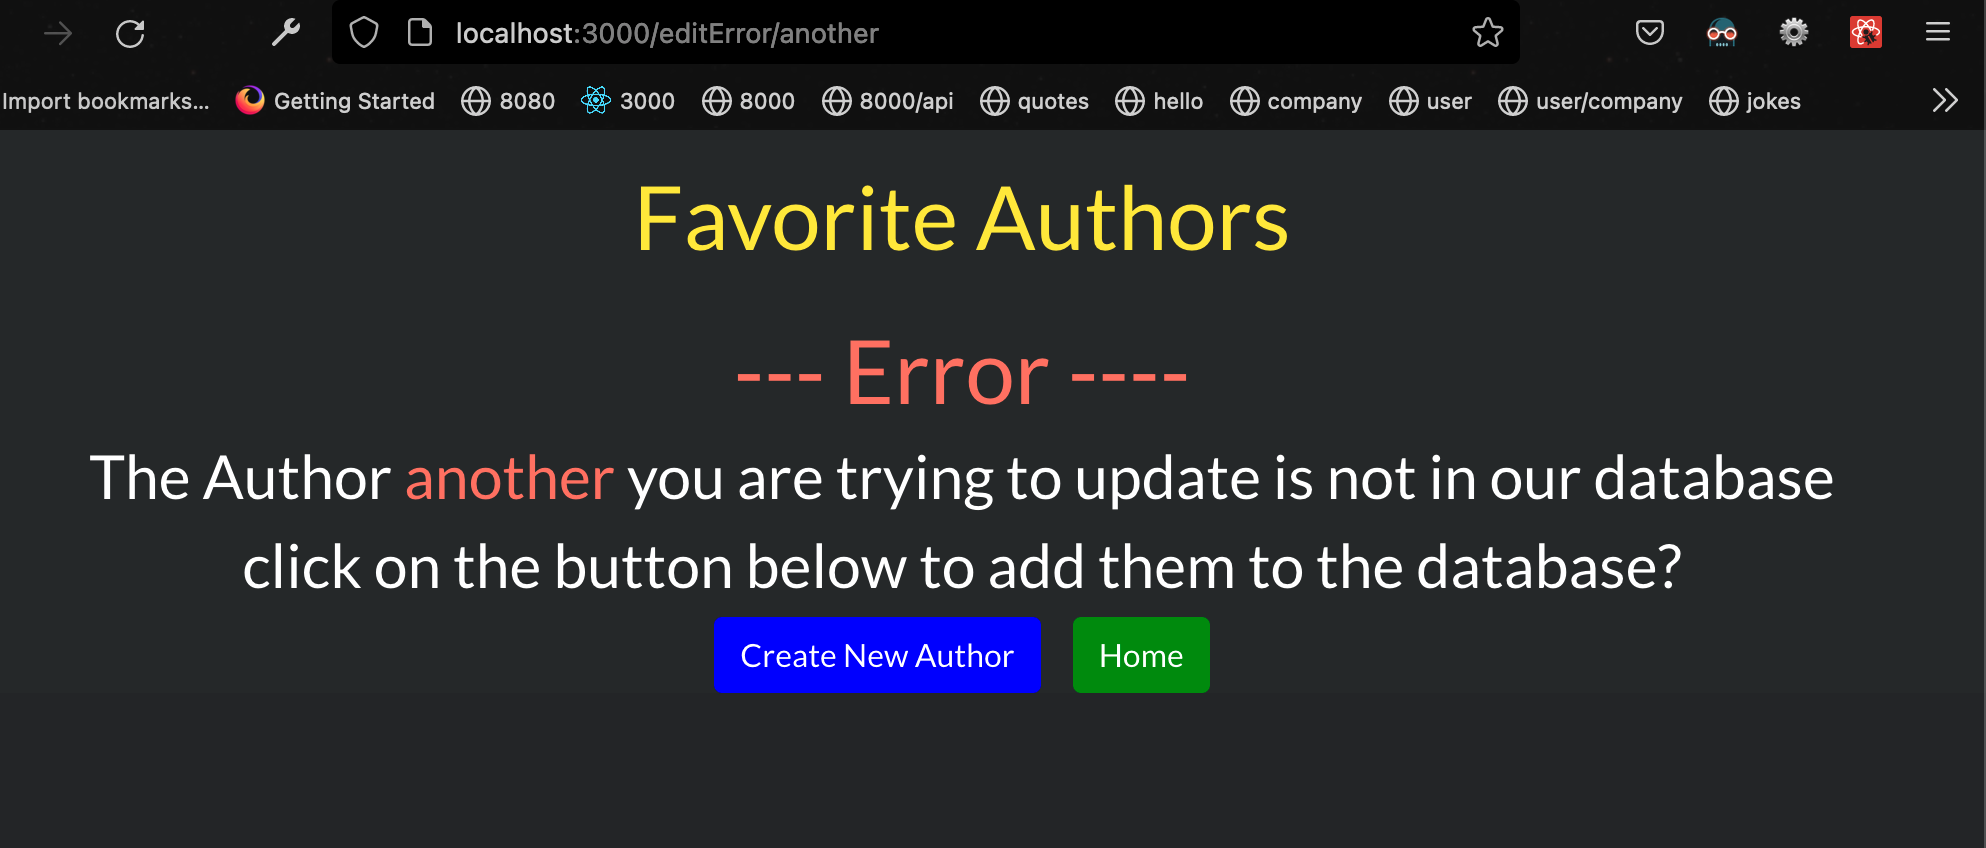 localhost:3000/editError/another
Import bookmarks... Getting Started 8080 3000 8000 8000/api quotes hello company user user/company jokes
Favorite Authors
--- Error ----
The Author another you are trying to update is not in our database
click on the button below to add them to the database?
Create New Author Home